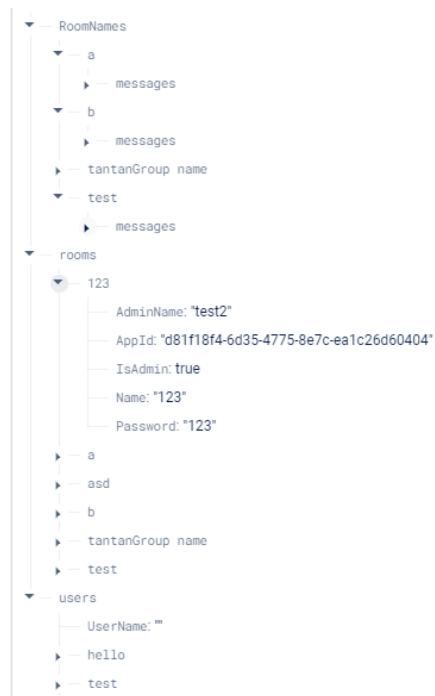 RoomNames
a
messages
b
messages
tantanGroup name
test
messages
rooms
123
AdminName: "test2"
AppId: "d81f18f4-6d35-4775-8e7c-ea1c26d60404"
IsAdmin: true
Name: "123"
Password: "123"
a
asd
b
tantanGroup name
test
users
UserName: ""
hello
test